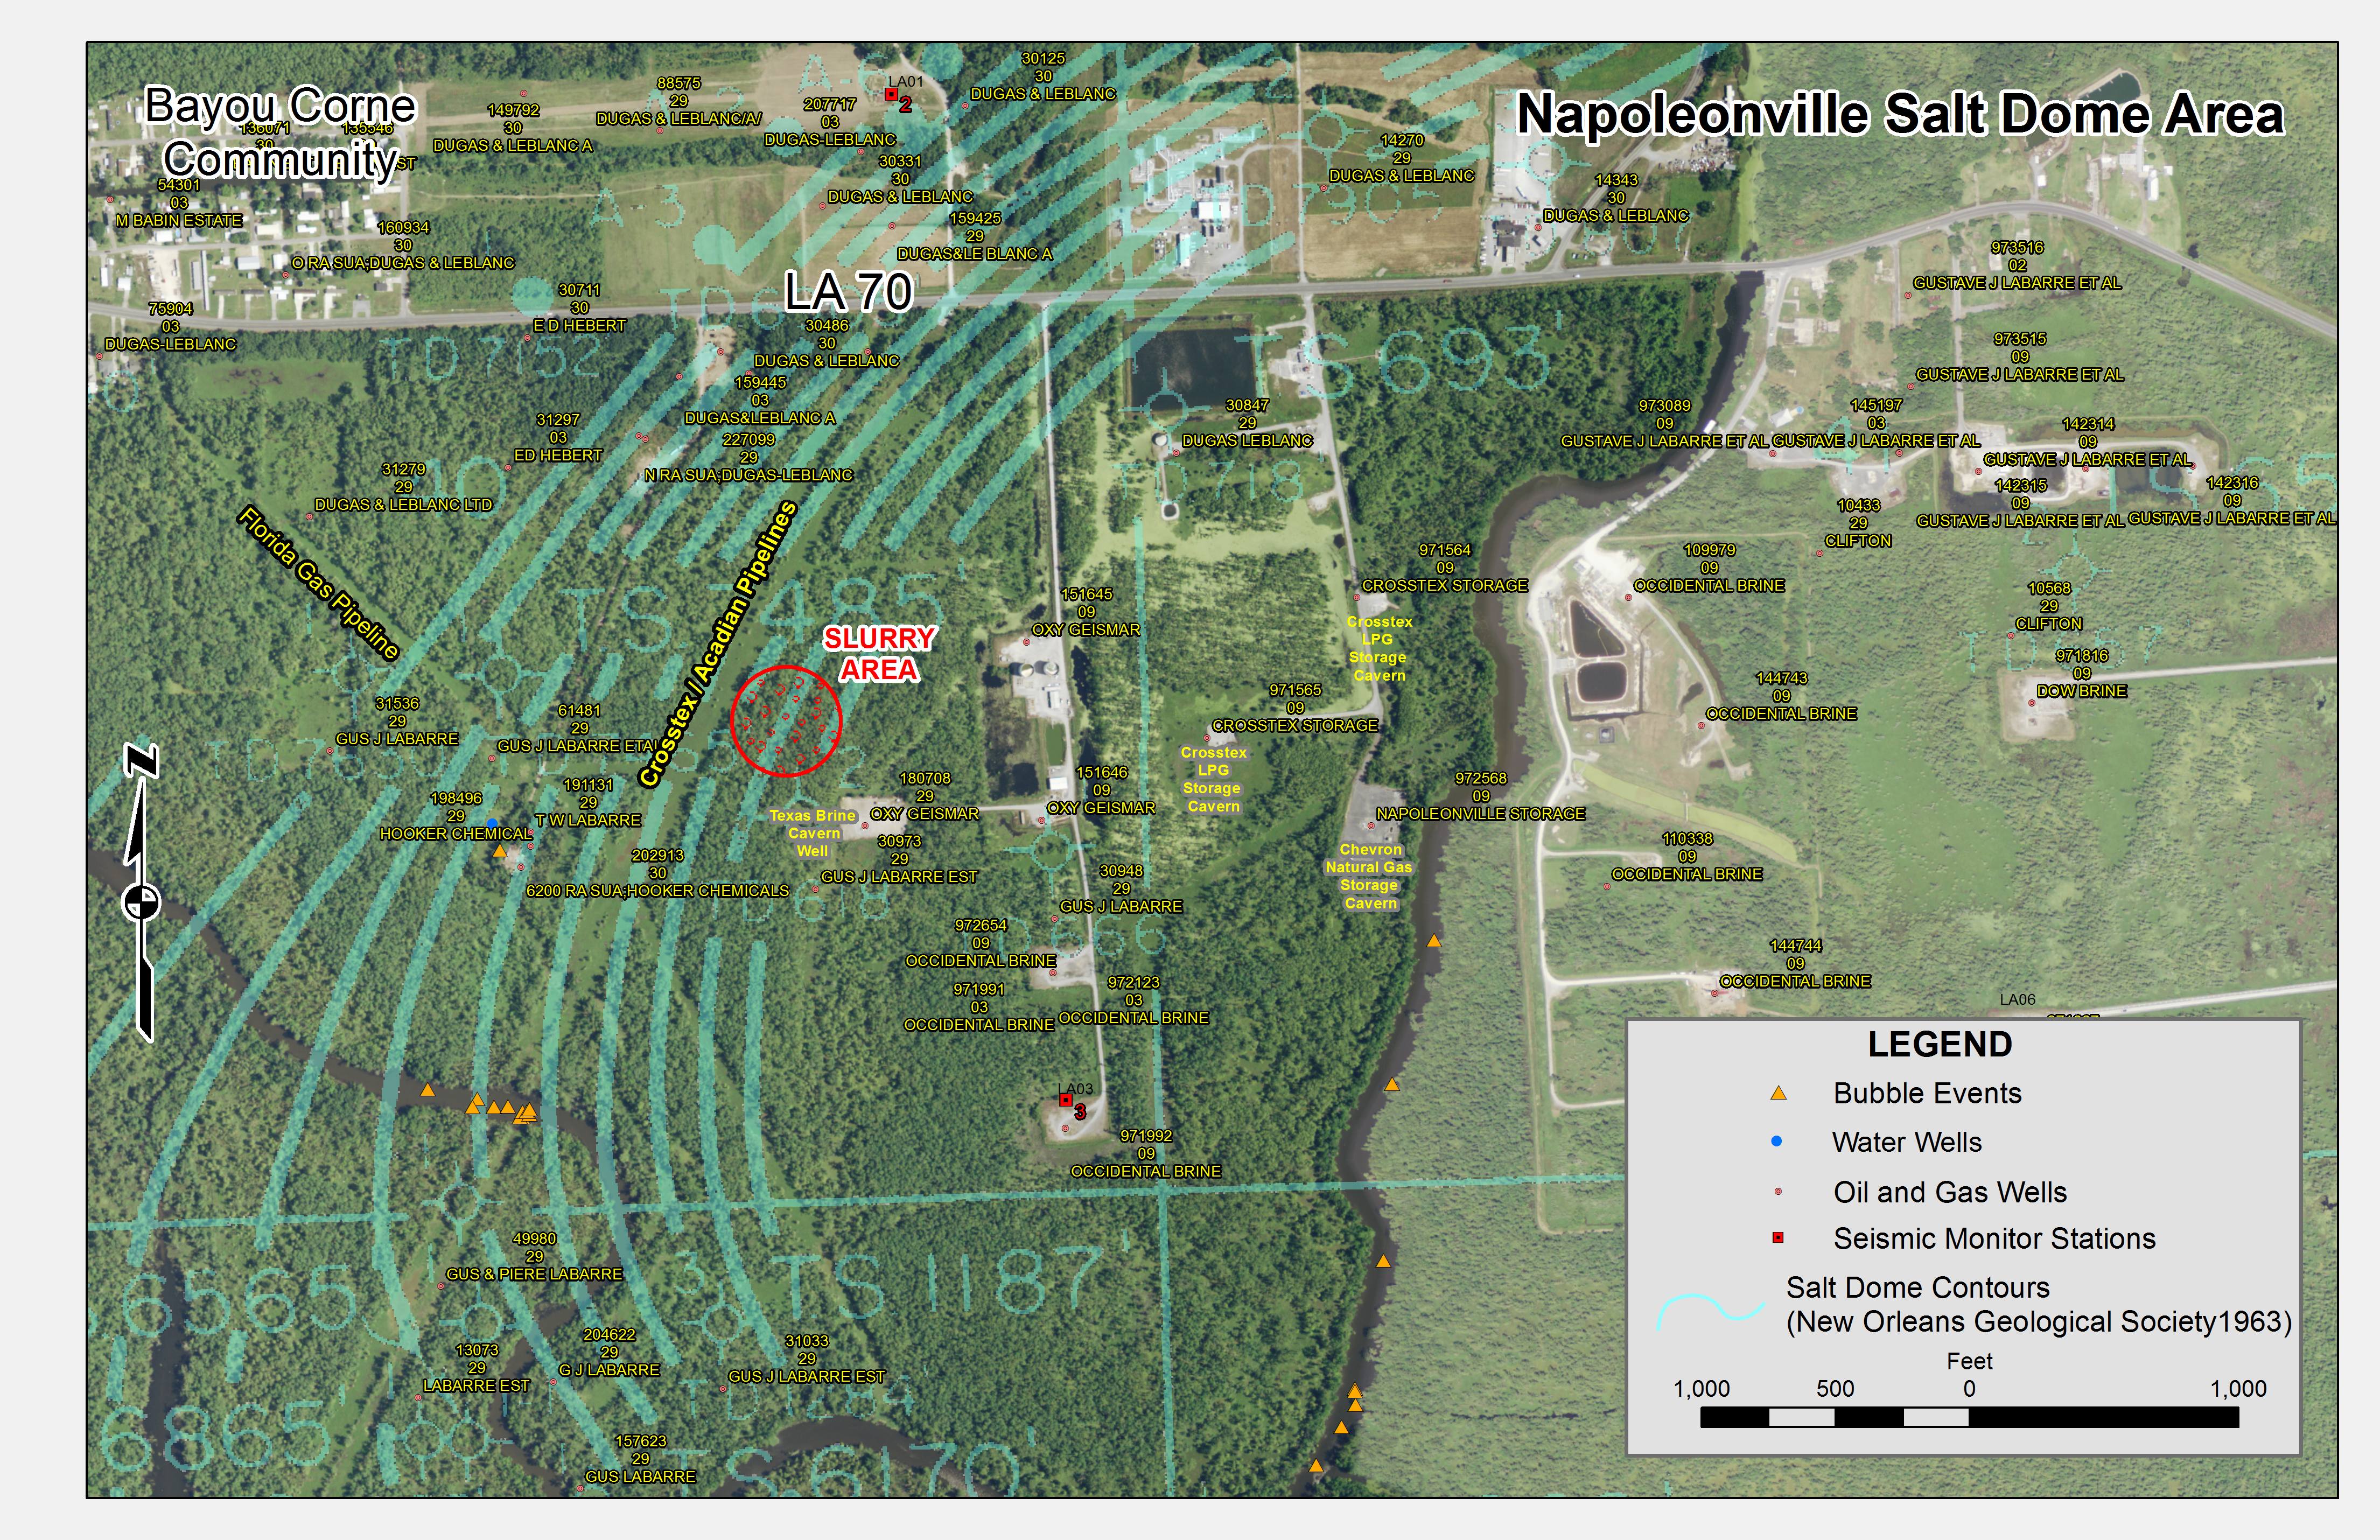 Bayou Corne
Community
Napoleonville Salt Dome Area
LA01
2
30125
30
DUGAS & LEBLANC
88575
29
DUGAS & LEBLANC/A/
149792
30
DUGAS & LEBLANC A
207717
03
DUGAS-LEBLANC
136071
30
135546
ST
30331
30
DUGAS & LEBLANC
14270
29
DUGAS & LEBLANC
14343
30
DUGAS & LEBLANC
54301
03
M BABIN ESTATE
159425
29
DUGAS&LE BLANC A
160934
30
O RA SUA;DUGAS & LEBLANC
973516
02
GUSTAVE J LABARRE ET AL
LA 70
30711
30
E D HEBERT
75904
03
DUGAS-LEBLANC
30486
30
DUGAS & LEBLANC
973515
09
GUSTAVE J LABARRE ET AL
159445
03
DUGAS&LEBLANC A
31297
03
ED HEBERT
227099
29
N RA SUA;DUGAS-LEBLANC
30847
29
DUGAS LEBLANC
973089
09
GUSTAVE J LABARRE ET AL
145197
03
GUSTAVE J LABARRE ET AL
142314
09
GUSTAVE J LABARRE ET AL
142315
09
GUSTAVE J LABARRE ET AL
142316
09
GUSTAVE J LABARRE ET AL
31279
29
DUGAS & LEBLANC LTD
10433
29
CLIFTON
Florida Gas Pipeline
Crosstex / Acadian Pipelines
971564
09
CROSSTEX STORAGE
109979
09
OCCIDENTAL BRINE
10568
29
CLIFTON
151645
09
OXY GEISMAR
Crosstex
LPG
Storage
Cavern
SLURRY
AREA
971816
09
DOW BRINE
144743
09
OCCIDENTAL BRINE
971565
09
CROSSTEX STORAGE
Crosstex
LPG
Storage
Cavern
31536
29
GUS J LABARRE
61481
29
GUS J LABARRE ETAL
N
198496
29
HOOKER CHEMICAL
191131
29
T W LABARRE
Texas Brine
Cavern
Well
180708
29
OXY GEISMAR
151646
09
OXY GEISMAR
972568
09
NAPOLEONVILLE STORAGE
Chevron
Natural Gas
Storage
Cavern
110338
09
OCCIDENTAL BRINE
202913
30
6200 RA SUA;HOOKER CHEMICALS
30973
29
GUS J LABARRE EST
30948
29
GUS J LABARRE
972654
09
OCCIDENTAL BRINE
144744
09
OCCIDENTAL BRINE
971991
03
OCCIDENTAL BRINE
972123
03
OCCIDENTAL BRINE
LA06
LA03
3
971992
09
OCCIDENTAL BRINE
49980
29
GUS & PIERE LABARRE
204622
29
G J LABARRE
13073
29
LABARRE EST
31033
29
GUS J LABARRE EST
157623
29
GUS LABARRE
A 3
TD 752
TS 693'
TD 718
TS 7485'
TS 1187'
6565'
6865'
TS 6170'
LEGEND
Bubble Events
Water Wells
Oil and Gas Wells
Seismic Monitor Stations
Salt Dome Contours
(New Orleans Geological Society1963)
Feet
1,000 500 0 1,000